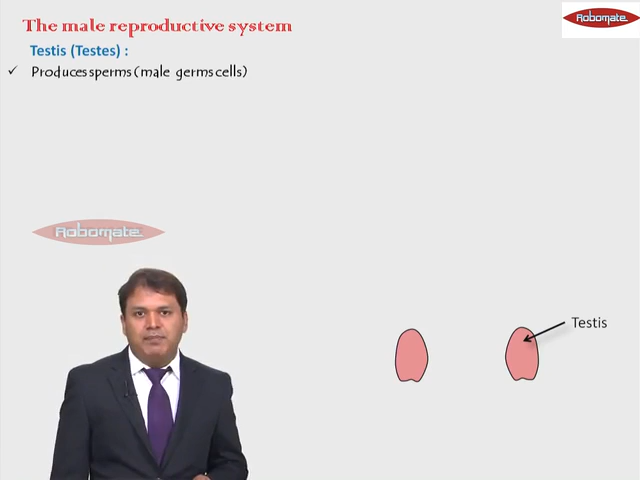 The male reproductive system
Robomate
Testis (Testes) :
✓ Produces sperms (male germs cells)
Robomate
Testis